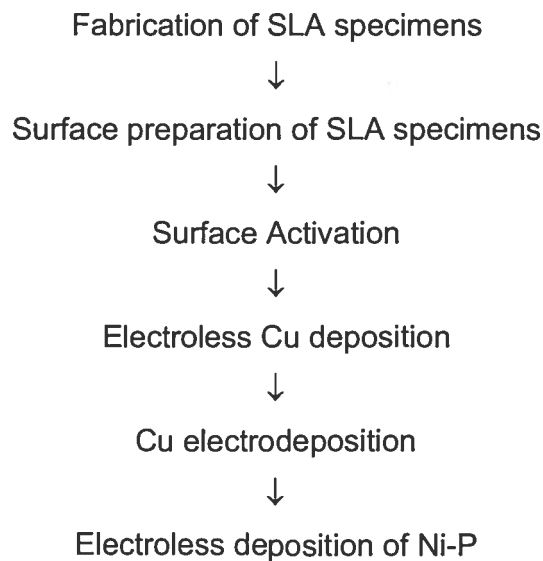 Fabrication of SLA specimens
↓
Surface preparation of SLA specimens
↓
Surface Activation
↓
Electroless Cu deposition
↓
Cu electrodeposition
↓
Electroless deposition of Ni-P